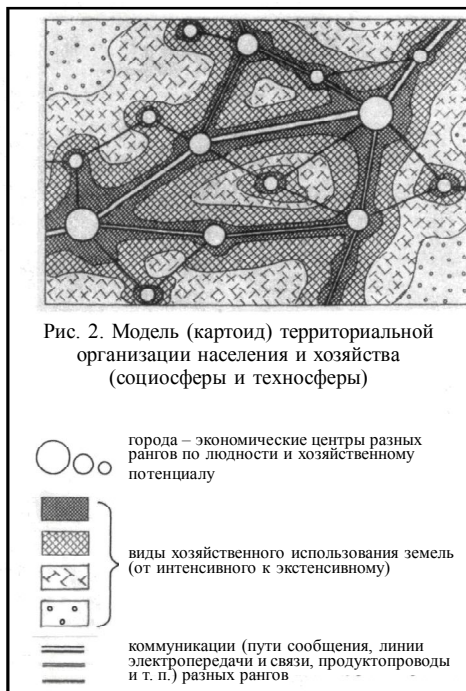 Рис. 2. Модель (картоид) территориальной
организации населения и хозяйства
(социосферы и техносферы)
города – экономические центры разных
рангов по людности и хозяйственному
потенциалу
виды хозяйственного использования земель
(от интенсивного к экстенсивному)
коммуникации (пути сообщения, линии
электропередачи и связи, продуктопроводы
и т. п.) разных рангов